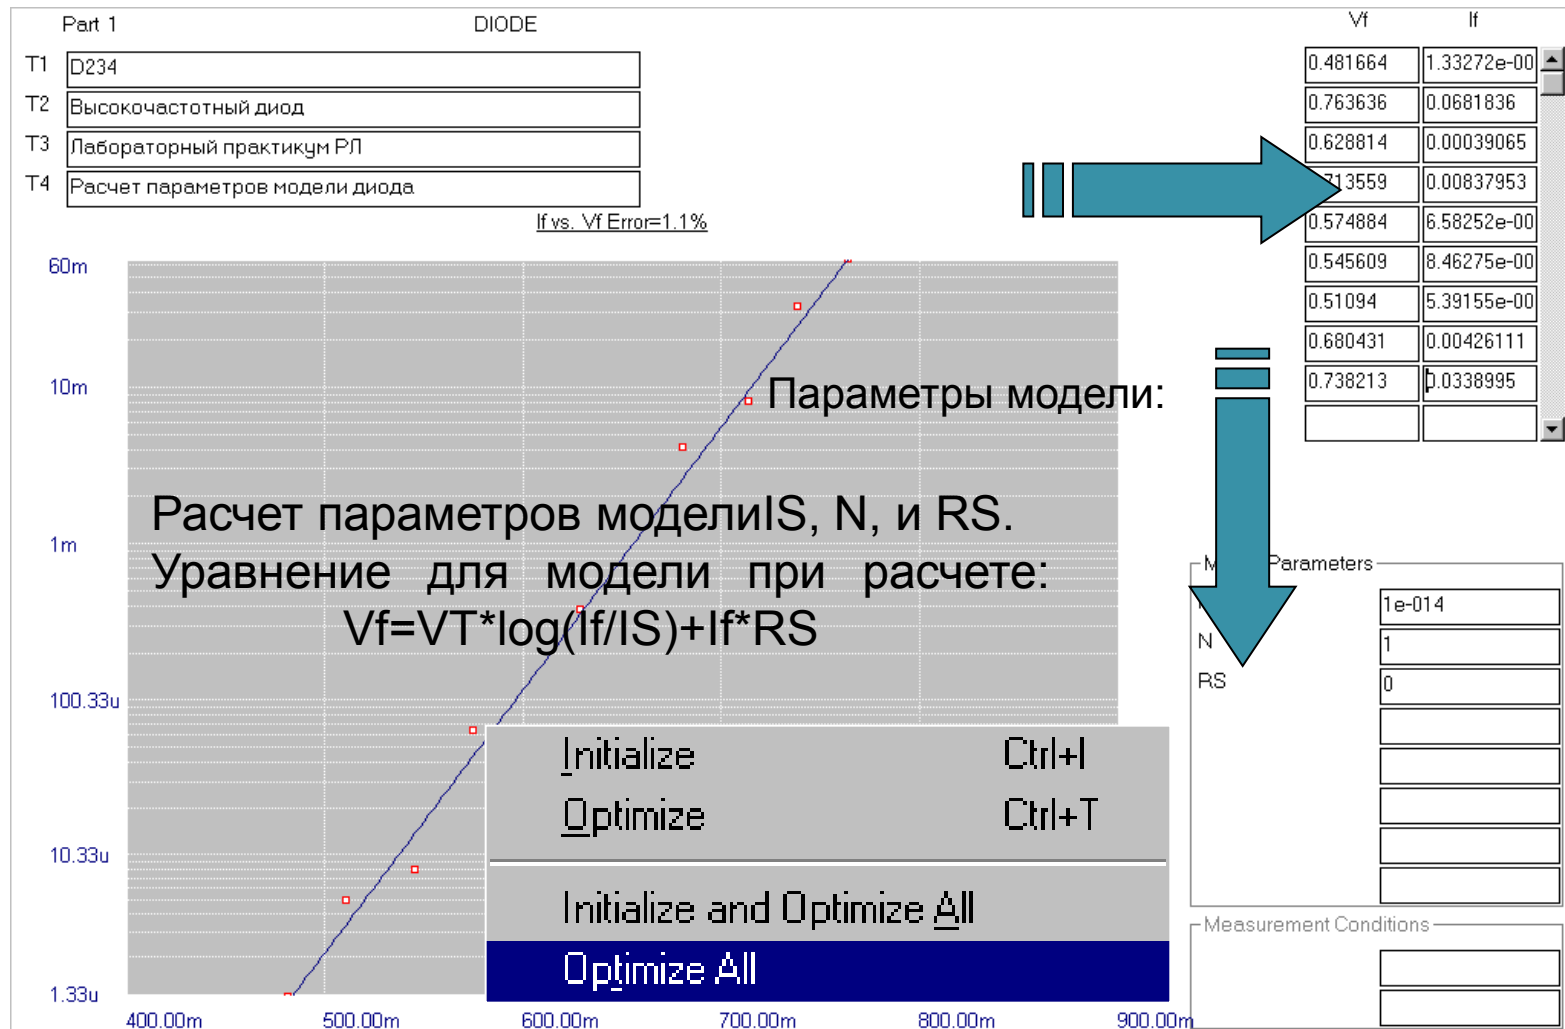 Part 1 DIODE Vf If
T1 D234
T2 Высокочастотный диод
T3 Лабораторный практикум РЛ
T4 Расчет параметров модели диода
0.481664 1.33272e-00
0.763636 0.0681836
0.628814 0.00039065
713559 0.00837953
0.574884 6.58252e-00
0.545609 8.46275e-00
0.51094 5.39155e-00
0.680431 0.00426111
0.738213 0.0338995
If vs. Vf Error=1.1%
60m
10m
1m
100.33u
10.33u
1.33u
400.00m 500.00m 600.00m 700.00m 800.00m 900.00m
Параметры модели:
Расчет параметров моделиIS, N, и RS.
Уравнение для модели при расчете:
Vf=VT*log(If/IS)+If*RS
Initialize Ctrl+I
Optimize Ctrl+T
Initialize and Optimize All
Optimize All
Parameters
1e-014
N 1
RS 0
Measurement Conditions